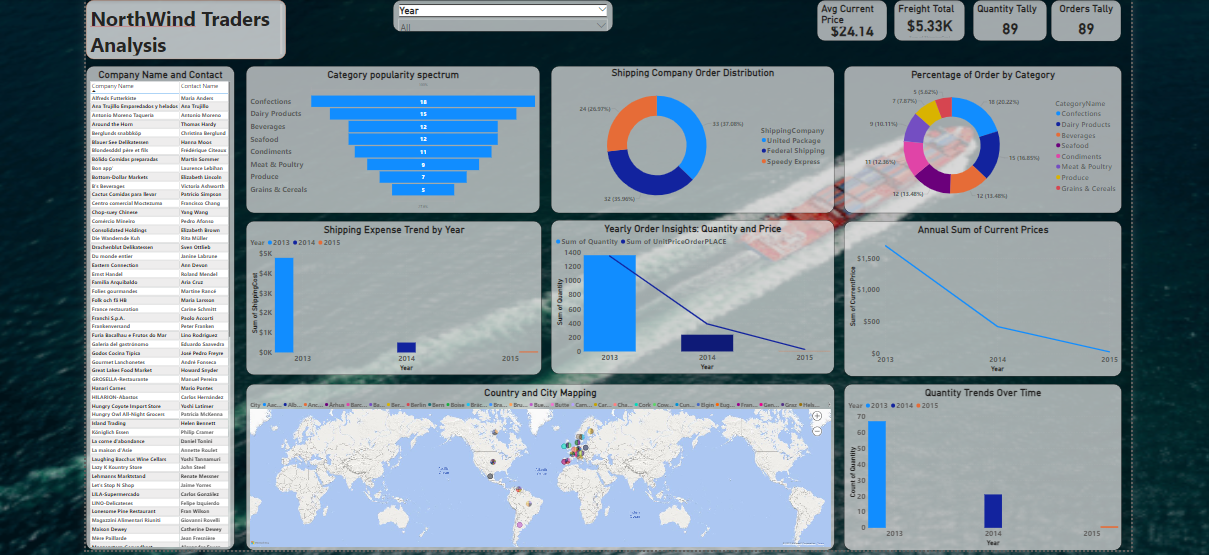 NorthWind Traders
Analysis
Year
All
Avg Current
Price
$24.14
Freight Total
$5.33K
Quantity Tally
89
Orders Tally
89
Company Name and Contact
Company Name Contact Name
Alfreds Futterkiste Maria Anders
Ana Trujillo Emparedados y helados Ana Trujillo
Antonio Moreno Taquería Antonio Moreno
Around the Horn Thomas Hardy
Berglunds snabbköp Christina Berglund
Blauer See Delikatessen Hanna Moos
Blondesddsl père et fils Frédérique Citeaux
Bólido Comidas preparadas Martín Sommer
Bon app Laurence Lebihan
Bottom-Dollar Markets Elizabeth Lincoln
B's Beverages Victoria Ashworth
Cactus Comidas para llevar Patricio Simpson
Centro comercial Moctezuma Francisco Chang
Chop-suey Chinese Yang Wang
Comércio Mineiro Pedro Afonso
Consolidated Holdings Elizabeth Brown
Die Wandernde Kuh Rita Müller
Drachenblut Delikatessen Sven Ottlieb
Du monde entier Janine Labrune
Eastern Connection Ann Devon
Ernst Handel Roland Mendel
Familia Arquibaldo Aria Cruz
Folies gourmandes Martine Rancé
Folk och fä HB Maria Larsson
France restauration Carine Schmitt
Franchi S.p.A. Paolo Accorti
Frankenversand Peter Franken
Furia Bacalhau e Frutos do Mar Lino Rodriguez
Galería del gastrónomo Eduardo Saavedra
Godos Cocina Típica José Pedro Freyre
Gourmet Lanchonetes André Fonseca
Great Lakes Food Market Howard Snyder
GROSELLA-Restaurante Manuel Pereira
Hanari Carnes Mario Pontes
HILARION-Abastos Carlos Hernández
Hungry Coyote Import Store Yoshi Latimer
Hungry Owl All-Night Grocers Patricia McKenna
Island Trading Helen Bennett
Königlich Essen Philip Cramer
La corne d'abondance Daniel Tonini
La maison d'Asie Annette Roulet
Laughing Bacchus Wine Cellars Yoshi Tannamuri
Lazy K Kountry Store John Steel
Lehmanns Marktstand Renate Messner
Let's Stop N Shop Jaime Yorres
LILA-Supermercado Carlos González
LINO-Delicateses Felipe Izquierdo
Lonesome Pine Restaurant Fran Wilson
Magazzini Alimentari Riuniti Giovanni Rovelli
Maison Dewey Catherine Dewey
Mère Paillarde Jean Fresnière
Category popularity spectrum
Confections 18
Dairy Products 15
Beverages 12
Seafood 12
Condiments 11
Meat & Poultry 9
Produce 7
Grains & Cereals 5
Shipping Company Order Distribution
24 (26.97%)
33 (37.08%)
32 (35.96%)
ShippingCompany
United Package
Federal Shipping
Speedy Express
Percentage of Order by Category
5 (5.62%)
7 (7.87%)
18 (20.22%)
9 (10.11%)
15 (16.85%)
11 (12.36%)
12 (13.48%)
12 (13.48%)
CategoryName
Confections
Dairy Products
Beverages
Seafood
Condiments
Meat & Poultry
Produce
Grains & Cereals
Shipping Expense Trend by Year
Year 2013 2014 2015
Sum of ShippingCost
$5K
$4K
$3K
$2K
$1K
$0K
2013 2014 2015
Year
Yearly Order Insights: Quantity and Price
Sum of Quantity Sum of UnitPriceOrderPLACE
Sum of Quantity
1400
1200
1000
800
600
400
200
0
2013 2014 2015
Year
Annual Sum of Current Prices
Sum of CurrentPrice
$1,500
$1,000
$500
$0
2013 2014 2015
Year
Country and City Mapping
City Aac... Alb... Anc... Århus Barc... Ba... Ber... Berlin Bern Boise Brac... Bra... Bru... Bue... Butte Cam... Car... Cha... Cork Cow... Cun... Elgin Eug... Fran... Gen... Graz Hels...
Quantity Trends Over Time
Year 2013 2014 2015
Count of Quantity
70
60
50
40
30
20
10
0
2013 2014 2015
Year